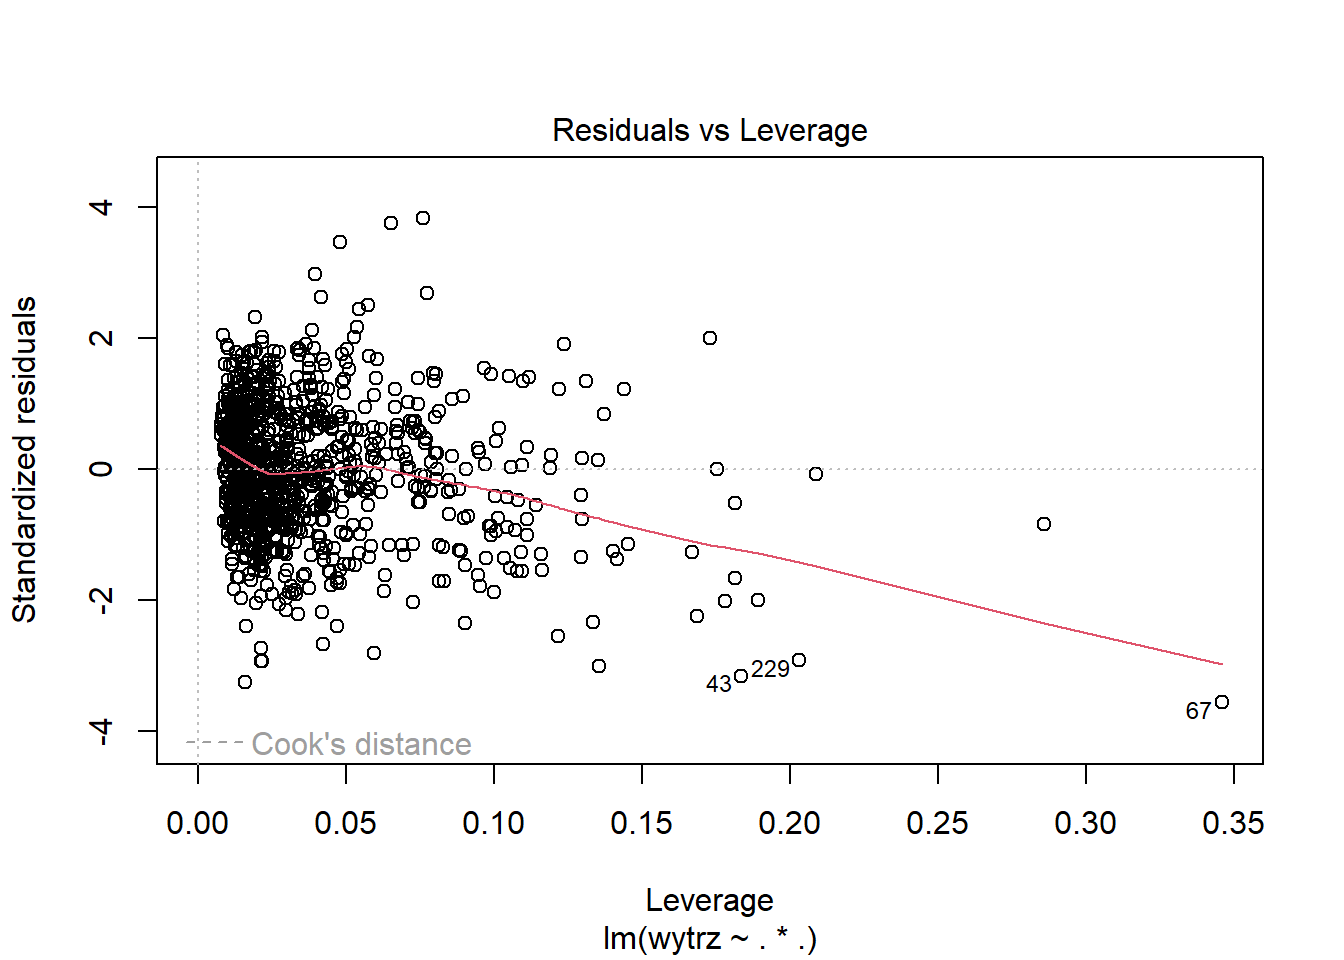 Residuals vs Leverage
Standardized residuals
4
2
0
-2
-4
43
229
67
Cook's distance
0.00 0.05 0.10 0.15 0.20 0.25 0.30 0.35
Leverage
lm(wytrz ~ . * .)